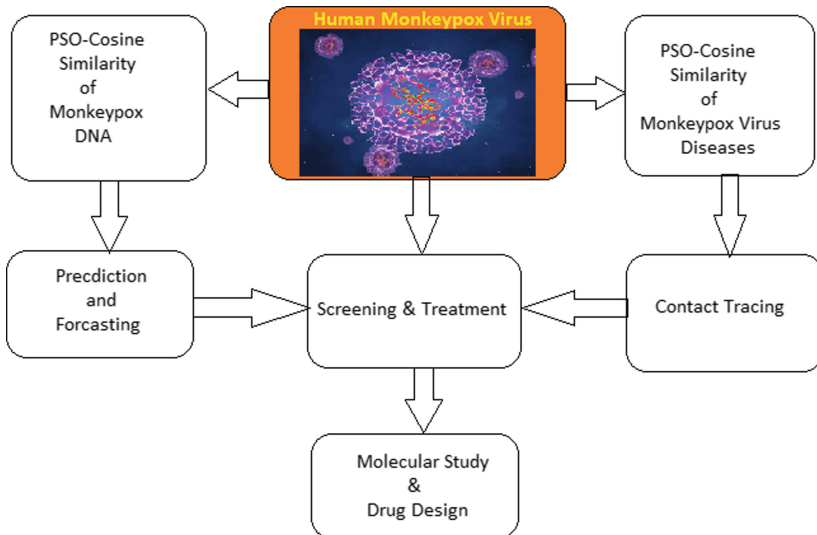 Human Monkeypox Virus
PSO-Cosine
Similarity
of
Monkeypox
DNA
PSO-Cosine
Similarity
of
Monkeypox Virus
Diseases
Precdiction
and
Forcasting
Screening & Treatment
Contact Tracing
Molecular Study
&
Drug Design